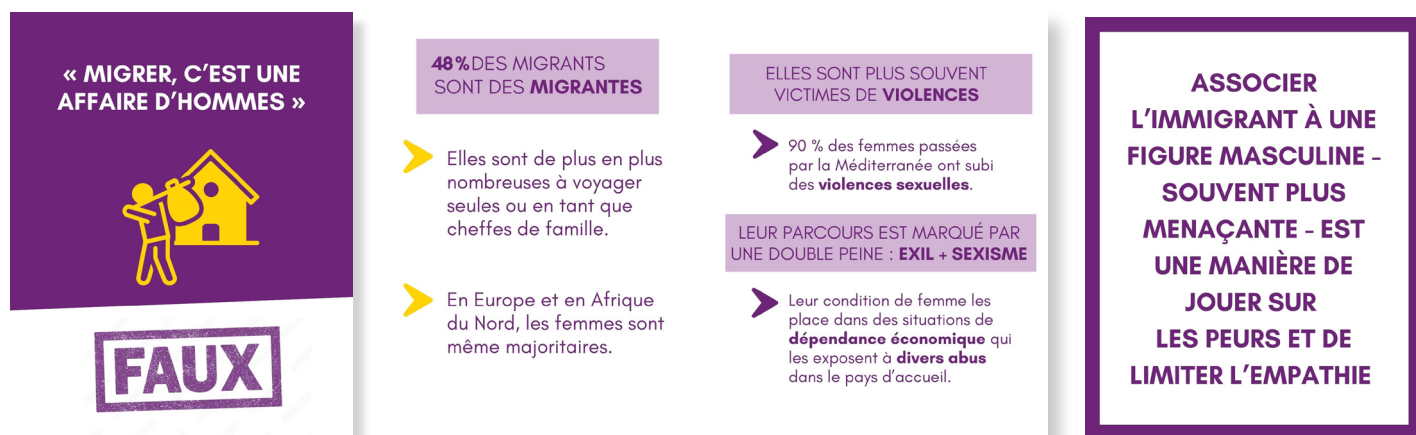 « MIGRER, C'EST UNE
AFFAIRE D'HOMMES »
FAUX
48% DES MIGRANTS
SONT DES MIGRANTES
Elles sont de plus en plus
nombreuses à voyager
seules ou en tant que
cheffes de famille.
En Europe et en Afrique
du Nord, les femmes sont
même majoritaires.
ELLES SONT PLUS SOUVENT
VICTIMES DE VIOLENCES
90 % des femmes passées
par la Méditerranée ont subi
des violences sexuelles.
LEUR PARCOURS EST MARQUÉ PAR
UNE DOUBLE PEINE : EXIL + SEXISME
Leur condition de femme les
place dans des situations de
dépendance économique qui
les exposent à divers abus
dans le pays d'accueil.
ASSOCIER
L'IMMIGRANT À UNE
FIGURE MASCULINE -
SOUVENT PLUS
MENAÇANTE - EST
UNE MANIÈRE DE
JOUER SUR
LES PEURS ET DE
LIMITER L'EMPATHIE